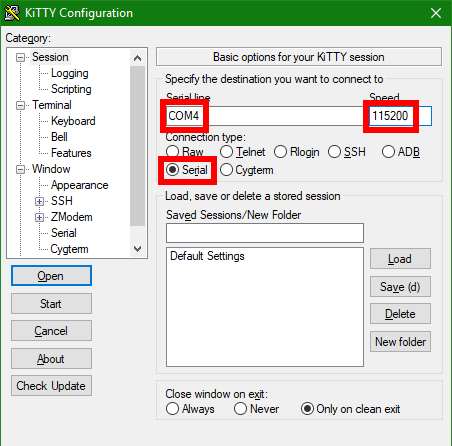 KiTTY Configuration
Category:
Session
Logging
Scripting
Terminal
Keyboard
Bell
Features
Window
Appearance
SSH
ZModem
Serial
Cygterm
Open
Start
Cancel
About
Check Update
Basic options for your KiTTY session
Specify the destination you want to connect to
Serial line Speed
COM4 115200
Connection type:
Raw Telnet Rlogin SSH ADB
Serial Cygterm
Load, save or delete a stored session
Saved Sessions/New Folder
Default Settings
Load
Save (d)
Delete
New folder
Close window on exit:
Always Never Only on clean exit